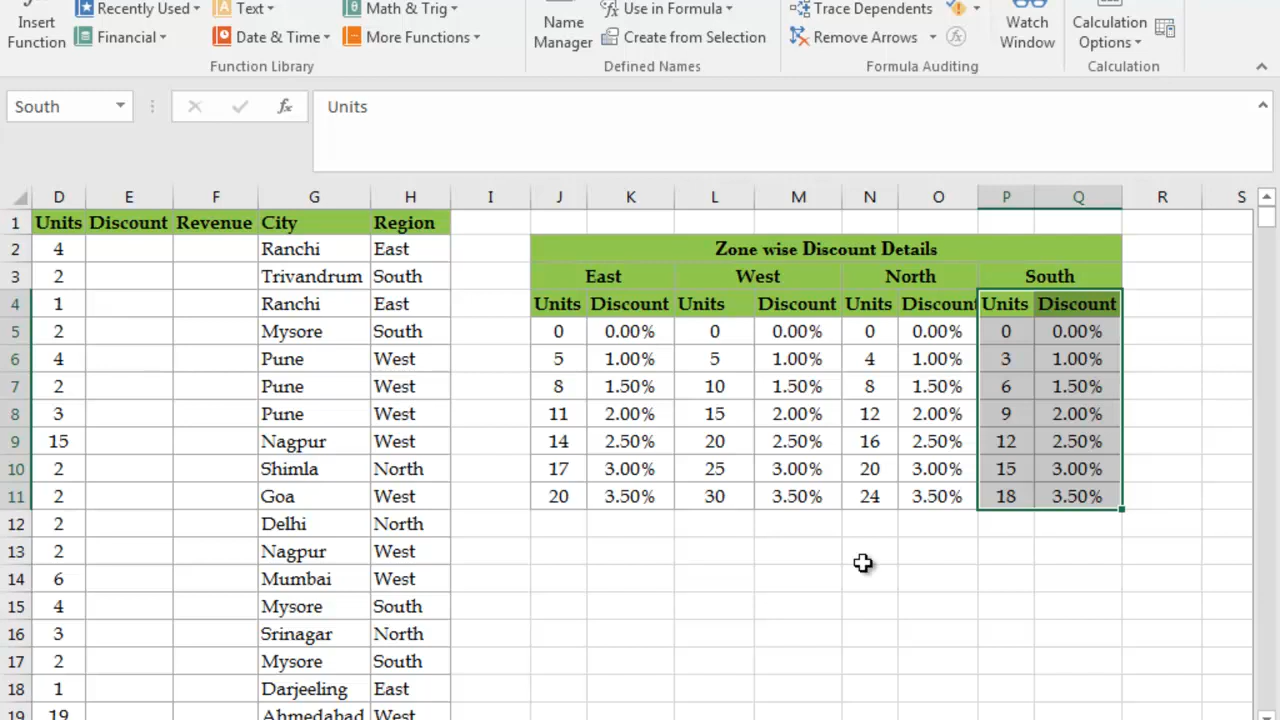 Insert Function
Recently Used
Text
Math & Trig
Financial
Date & Time
More Functions
Function Library
Name Manager
Use in Formula
Create from Selection
Defined Names
Trace Dependents
Remove Arrows
Formula Auditing
Watch Window
Calculation Options
Calculation
South
fx
Units
D E F G H I J K L M N O P Q R S
1 Units Discount Revenue City Region
2 4 Ranchi East Zone wise Discount Details
3 2 Trivandrum South East West North South
4 1 Ranchi East Units Discount Units Discount Units Discount Units Discount
5 2 Mysore South 0 0.00% 0 0.00% 0 0.00% 0 0.00%
6 4 Pune West 5 1.00% 5 1.00% 4 1.00% 3 1.00%
7 2 Pune West 8 1.50% 10 1.50% 8 1.50% 6 1.50%
8 3 Pune West 11 2.00% 15 2.00% 12 2.00% 9 2.00%
9 15 Nagpur West 14 2.50% 20 2.50% 16 2.50% 12 2.50%
10 2 Shimla North 17 3.00% 25 3.00% 20 3.00% 15 3.00%
11 2 Goa West 20 3.50% 30 3.50% 24 3.50% 18 3.50%
12 2 Delhi North
13 2 Nagpur West
14 6 Mumbai West
15 4 Mysore South
16 3 Srinagar North
17 2 Mysore South
18 1 Darjeeling East
19 19 Ahmedabad West